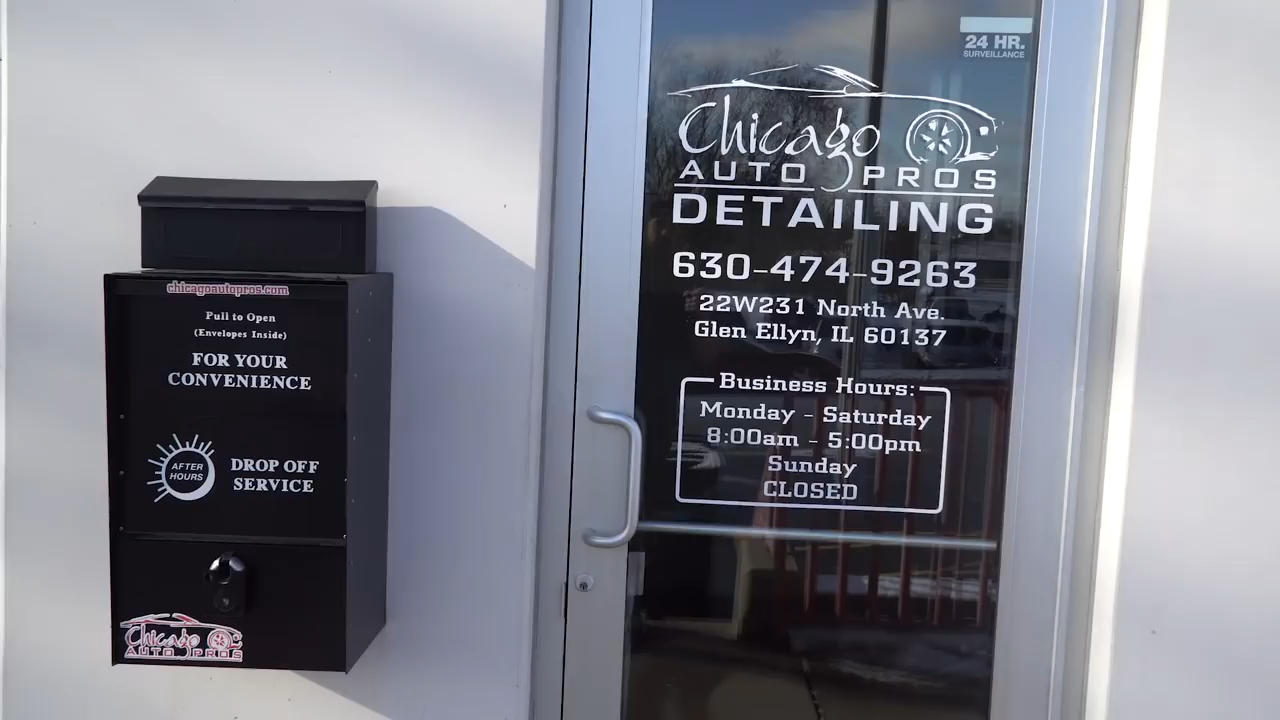 chicagoautopros.com
Pull to Open
(Envelopes Inside)
FOR YOUR
CONVENIENCE
AFTER
HOURS
DROP OFF
SERVICE
Chicago
AUTO PROS
24 HR.
SURVEILLANCE
Chicago
AUTO PROS
DETAILING
630-474-9263
22W231 North Ave.
Glen Ellyn, IL 60137
Business Hours:
Monday - Saturday
8:00am - 5:00pm
Sunday
CLOSED